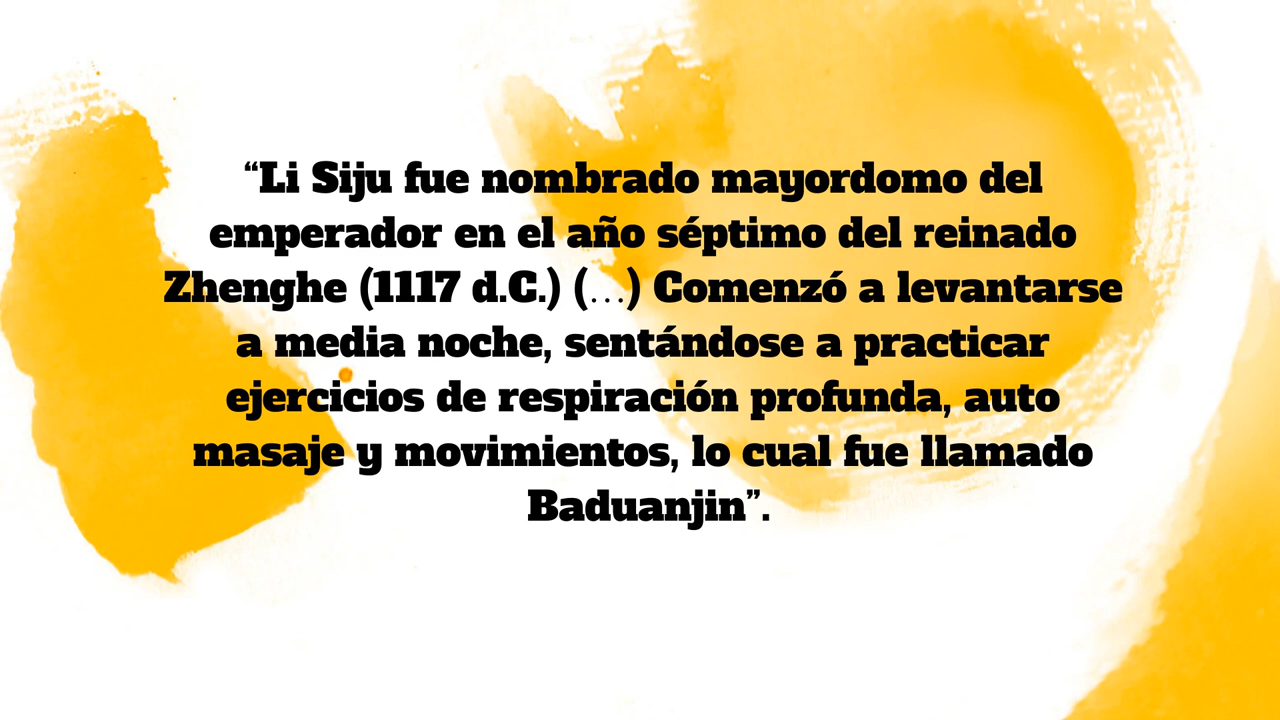 “Li Siju fue nombrado mayordomo del
emperador en el año séptimo del reinado
Zhenghe (1117 d.C.) (…) Comenzó a levantarse
a media noche, sentándose a practicar
ejercicios de respiración profunda, auto
masaje y movimientos, lo cual fue llamado
Baduanjin”.